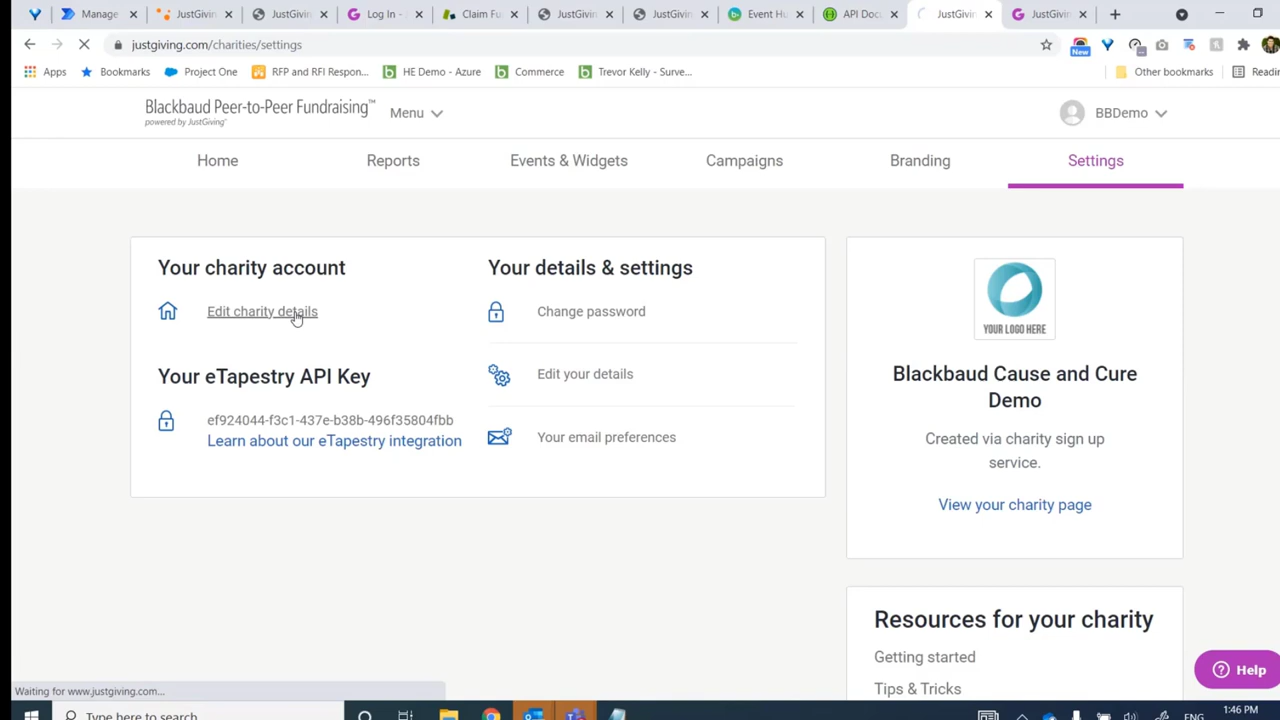 Manage
JustGivin
JustGivin
Log In -
Claim Fu
JustGivin
JustGivin
Event Hu
API Doc
JustGivin
JustGivin
justgiving.com/charities/settings
New
Apps
Bookmarks
Project One
RFP and RFI Respon...
HE Demo - Azure
Commerce
Trevor Kelly - Surve...
Other bookmarks
Readin
Blackbaud Peer-to-Peer Fundraising™
powered by JustGiving
Menu
BBDemo
Home
Reports
Events & Widgets
Campaigns
Branding
Settings
Your charity account
Edit charity details
Your eTapestry API Key
ef924044-f3c1-437e-b38b-496f35804fbb
Learn about our eTapestry integration
Your details & settings
Change password
Edit your details
Your email preferences
YOUR LOGO HERE
Blackbaud Cause and Cure
Demo
Created via charity sign up
service.
View your charity page
Resources for your charity
Getting started
Tips & Tricks
Help
Waiting for www.justgiving.com...
Type here to search
ENG
1:46 PM